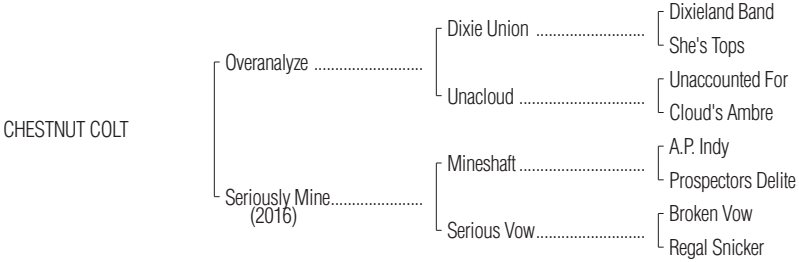 Dixieland Band
Dixie Union ..........................
She's Tops
Overanalyze .........................
Unaccounted For
Unacloud ..............................
Cloud's Ambre
CHESTNUT COLT
A.P. Indy
Mineshaft ..............................
Prospectors Delite
Seriously Mine.....................
(2016)
Broken Vow
Serious Vow.........................
Regal Snicker